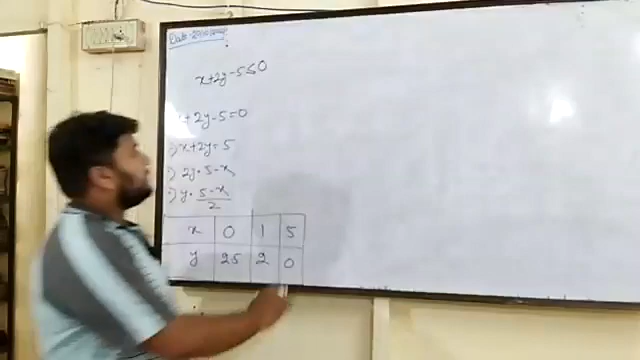 x+2y-5≤0
x+2y-5=0
x+2y=5
2y=5-x
y=5-x/2
x 0 1 5
y 25 2 0